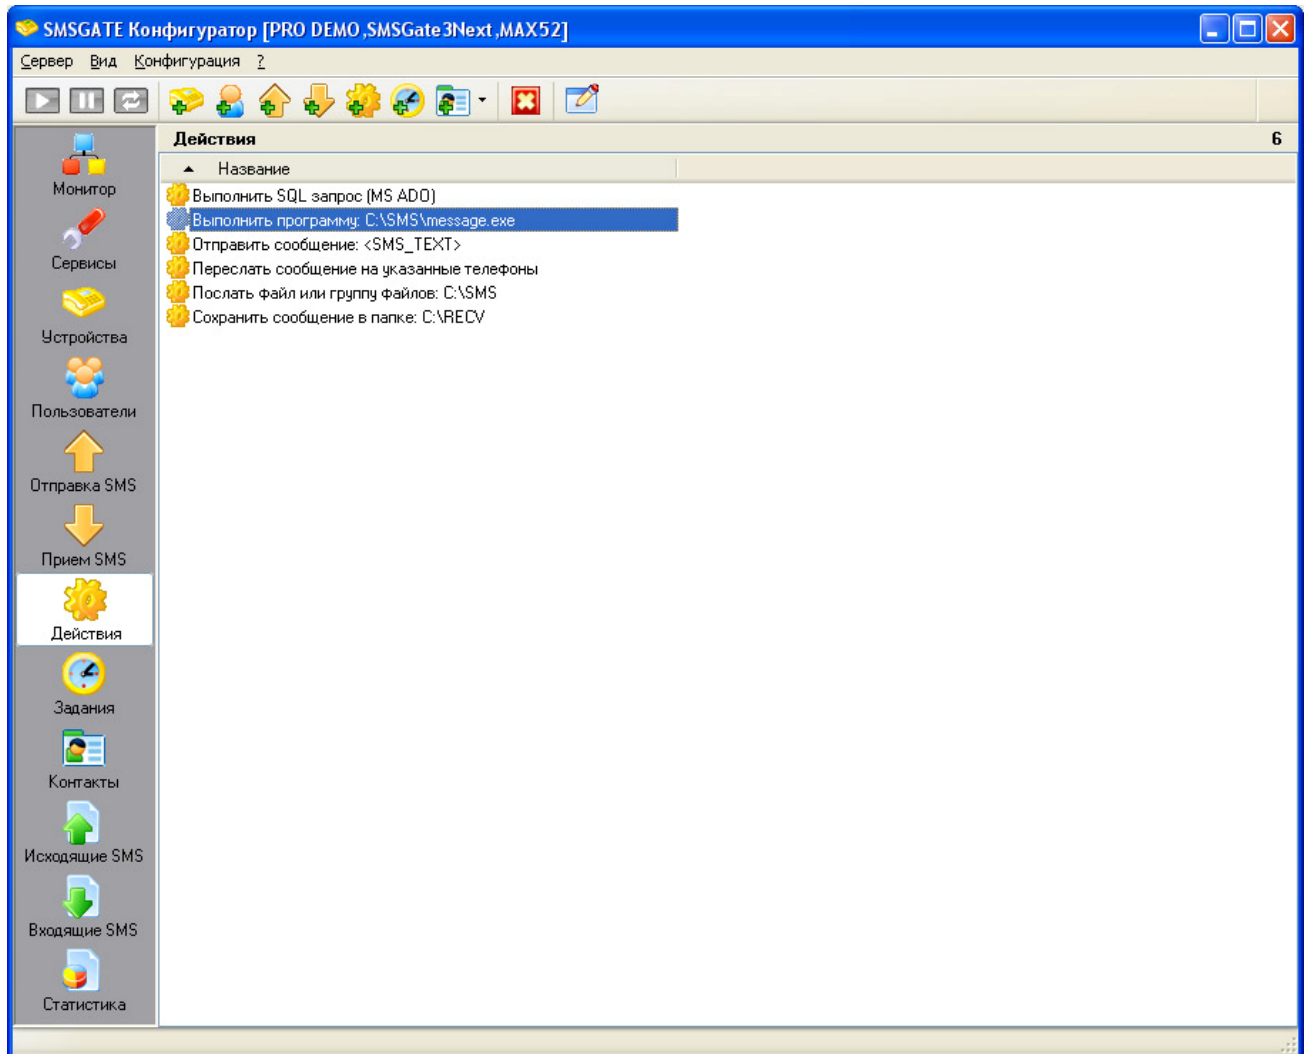 SMSGATE Конфигуратор [PRO DEMO,SMSGate3Next,MAX52]
Сервер Вид Конфигурация ?
Действия 6
Название
Выполнить SQL запрос (MS ADO)
Выполнить программу: C:\SMS\message.exe
Отправить сообщение: <SMS_TEXT>
Переслать сообщение на указанные телефоны
Послать файл или группу файлов: C:\SMS
Сохранить сообщение в папке: C:\RECV
Монитор
Сервисы
Устройства
Пользователи
Отправка SMS
Прием SMS
Действия
Задания
Контакты
Исходящие SMS
Входящие SMS
Статистика